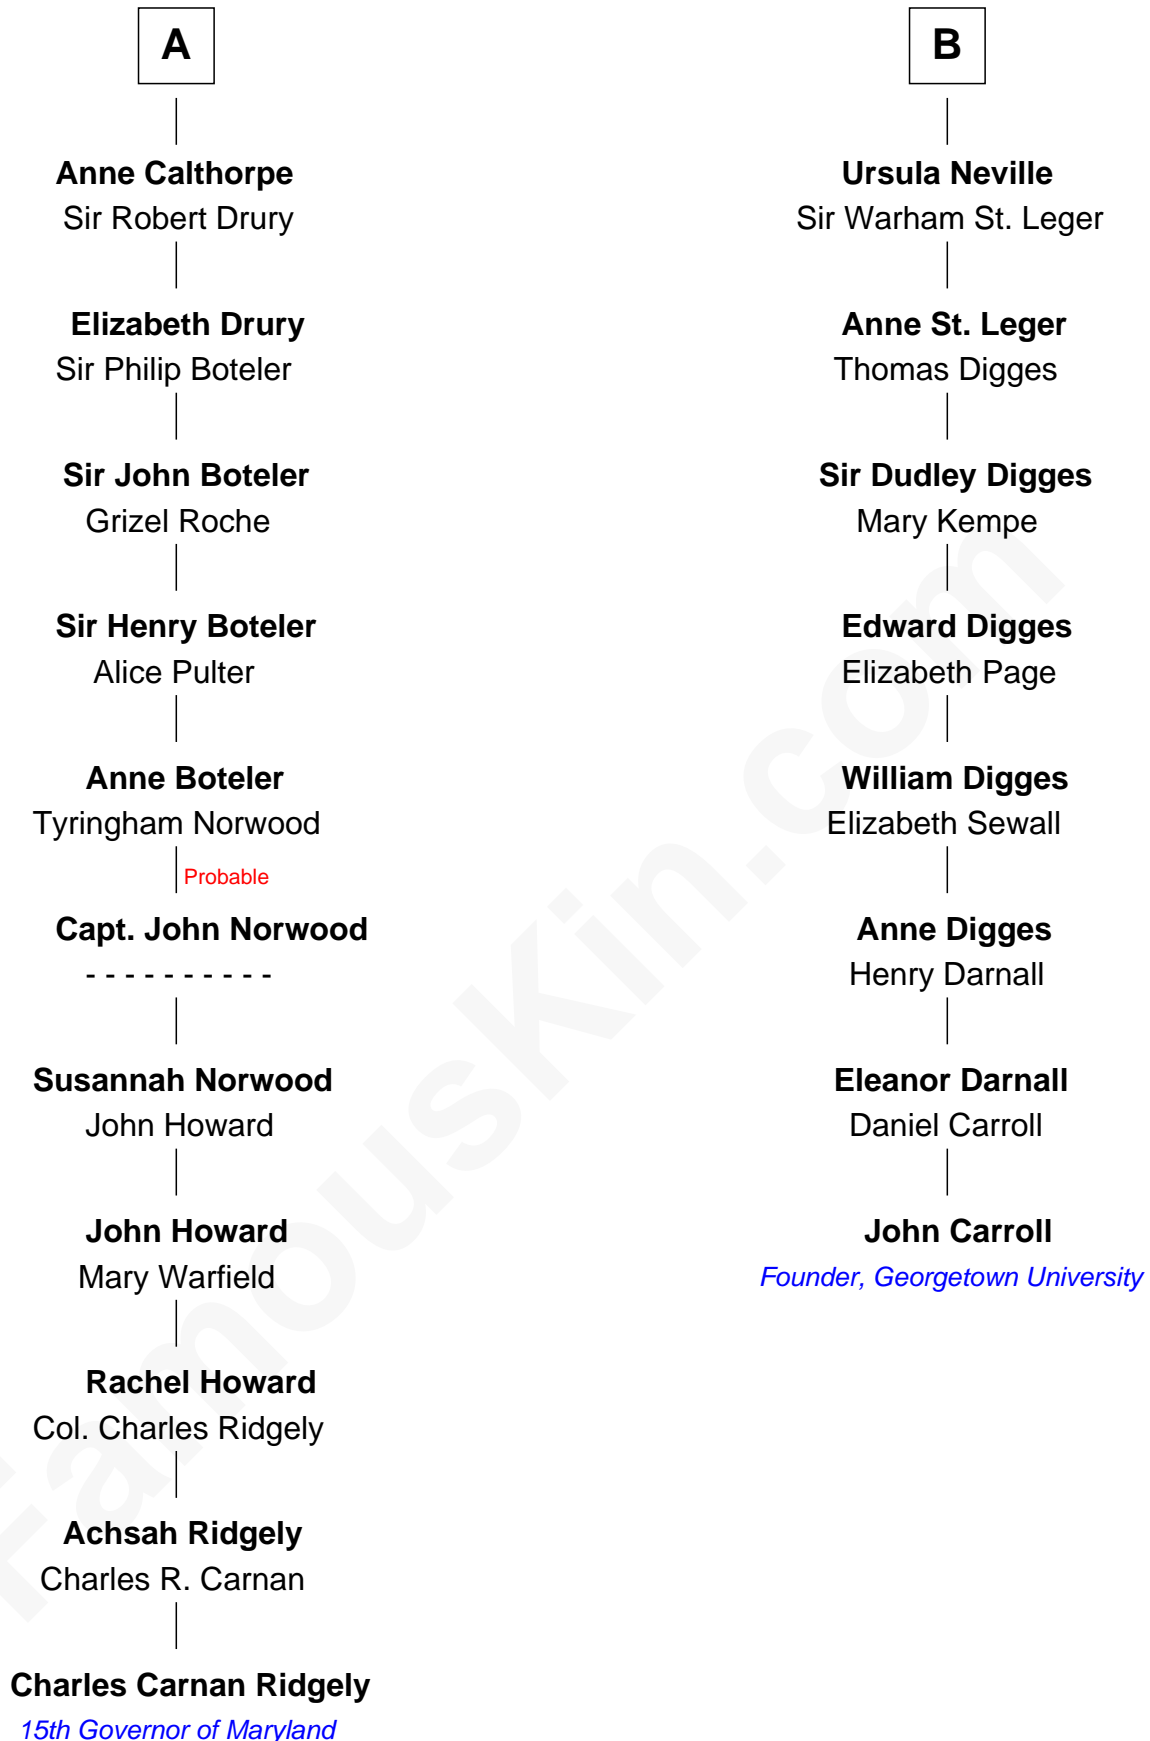 A
Anne Calthorpe
Sir Robert Drury
Elizabeth Drury
Sir Philip Boteler
Sir John Boteler
Grizel Roche
Sir Henry Boteler
Alice Pulter
Anne Boteler
Tyringham Norwood
Probable
Capt. John Norwood
- - - - - - - - - -
Susannah Norwood
John Howard
John Howard
Mary Warfield
Rachel Howard
Col. Charles Ridgely
Achsah Ridgely
Charles R. Carnan
Charles Carnan Ridgely
15th Governor of Maryland
B
Ursula Neville
Sir Warham St. Leger
Anne St. Leger
Thomas Digges
Sir Dudley Digges
Mary Kempe
Edward Digges
Elizabeth Page
William Digges
Elizabeth Sewall
Anne Digges
Henry Darnall
Eleanor Darnall
Daniel Carroll
John Carroll
Founder, Georgetown University
FamousKin.com